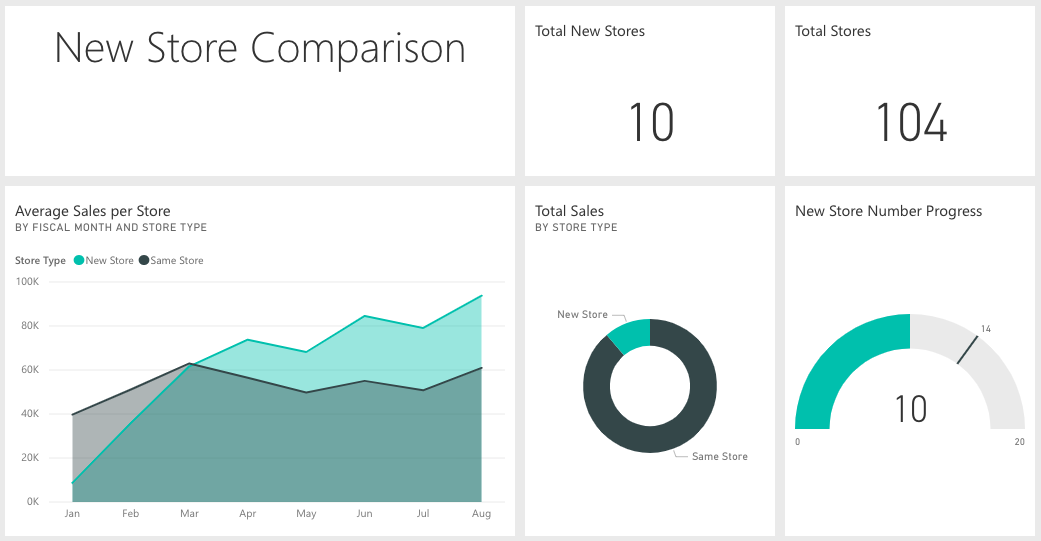 New Store Comparison
Total New Stores
10
Total Stores
104
Average Sales per Store
BY FISCAL MONTH AND STORE TYPE
Store Type New Store Same Store
100K
80K
60K
40K
20K
0K
Jan Feb Mar Apr May Jun Jul Aug
Total Sales
BY STORE TYPE
New Store
Same Store
New Store Number Progress
14
10
0 20